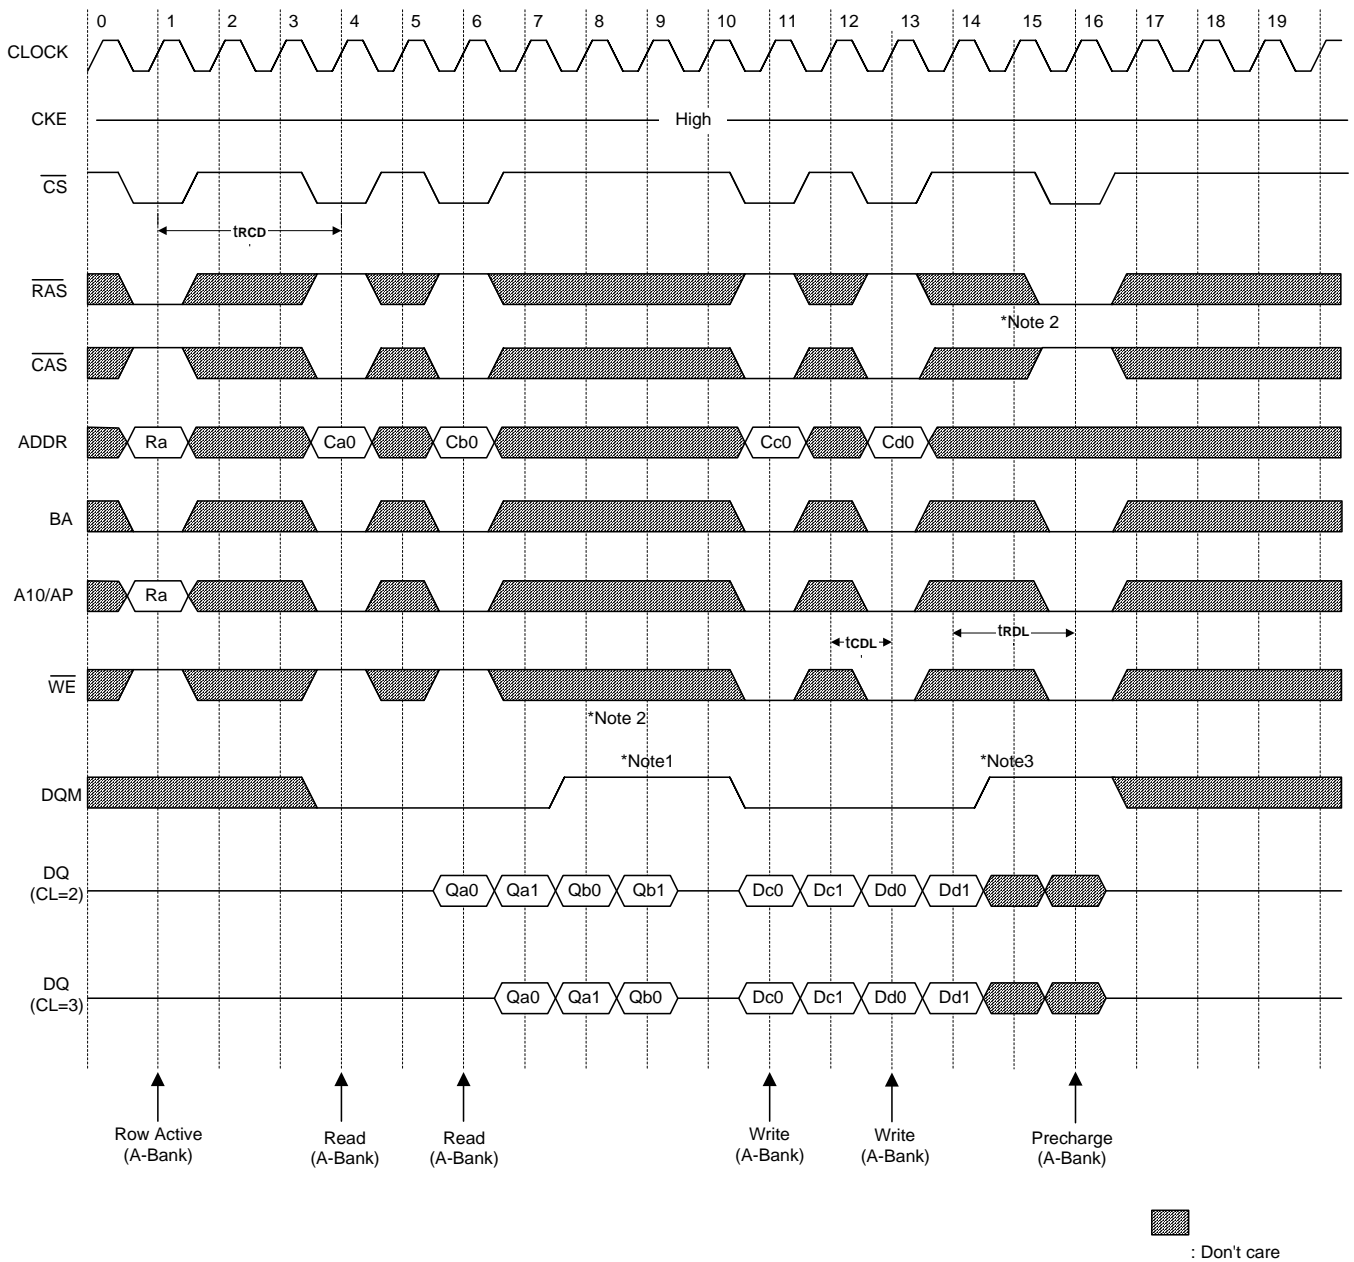 0 1 2 3 4 5 6 7 8 9 10 11 12 13 14 15 16 17 18 19
CLOCK
CKE
High
CS
tRCD
RAS
*Note 2
CAS
ADDR Ra Ca0 Cb0 Cc0 Cd0
BA
A10/AP Ra
tCDL tRDL
WE
*Note 2
*Note1 *Note3
DQM
DQ
(CL=2)
Qa0 Qa1 Qb0 Qb1 Dc0 Dc1 Dd0 Dd1
DQ
(CL=3)
Qa0 Qa1 Qb0 Dc0 Dc1 Dd0 Dd1
Row Active
(A-Bank)
Read
(A-Bank)
Read
(A-Bank)
Write
(A-Bank)
Write
(A-Bank)
Precharge
(A-Bank)
: Don't care